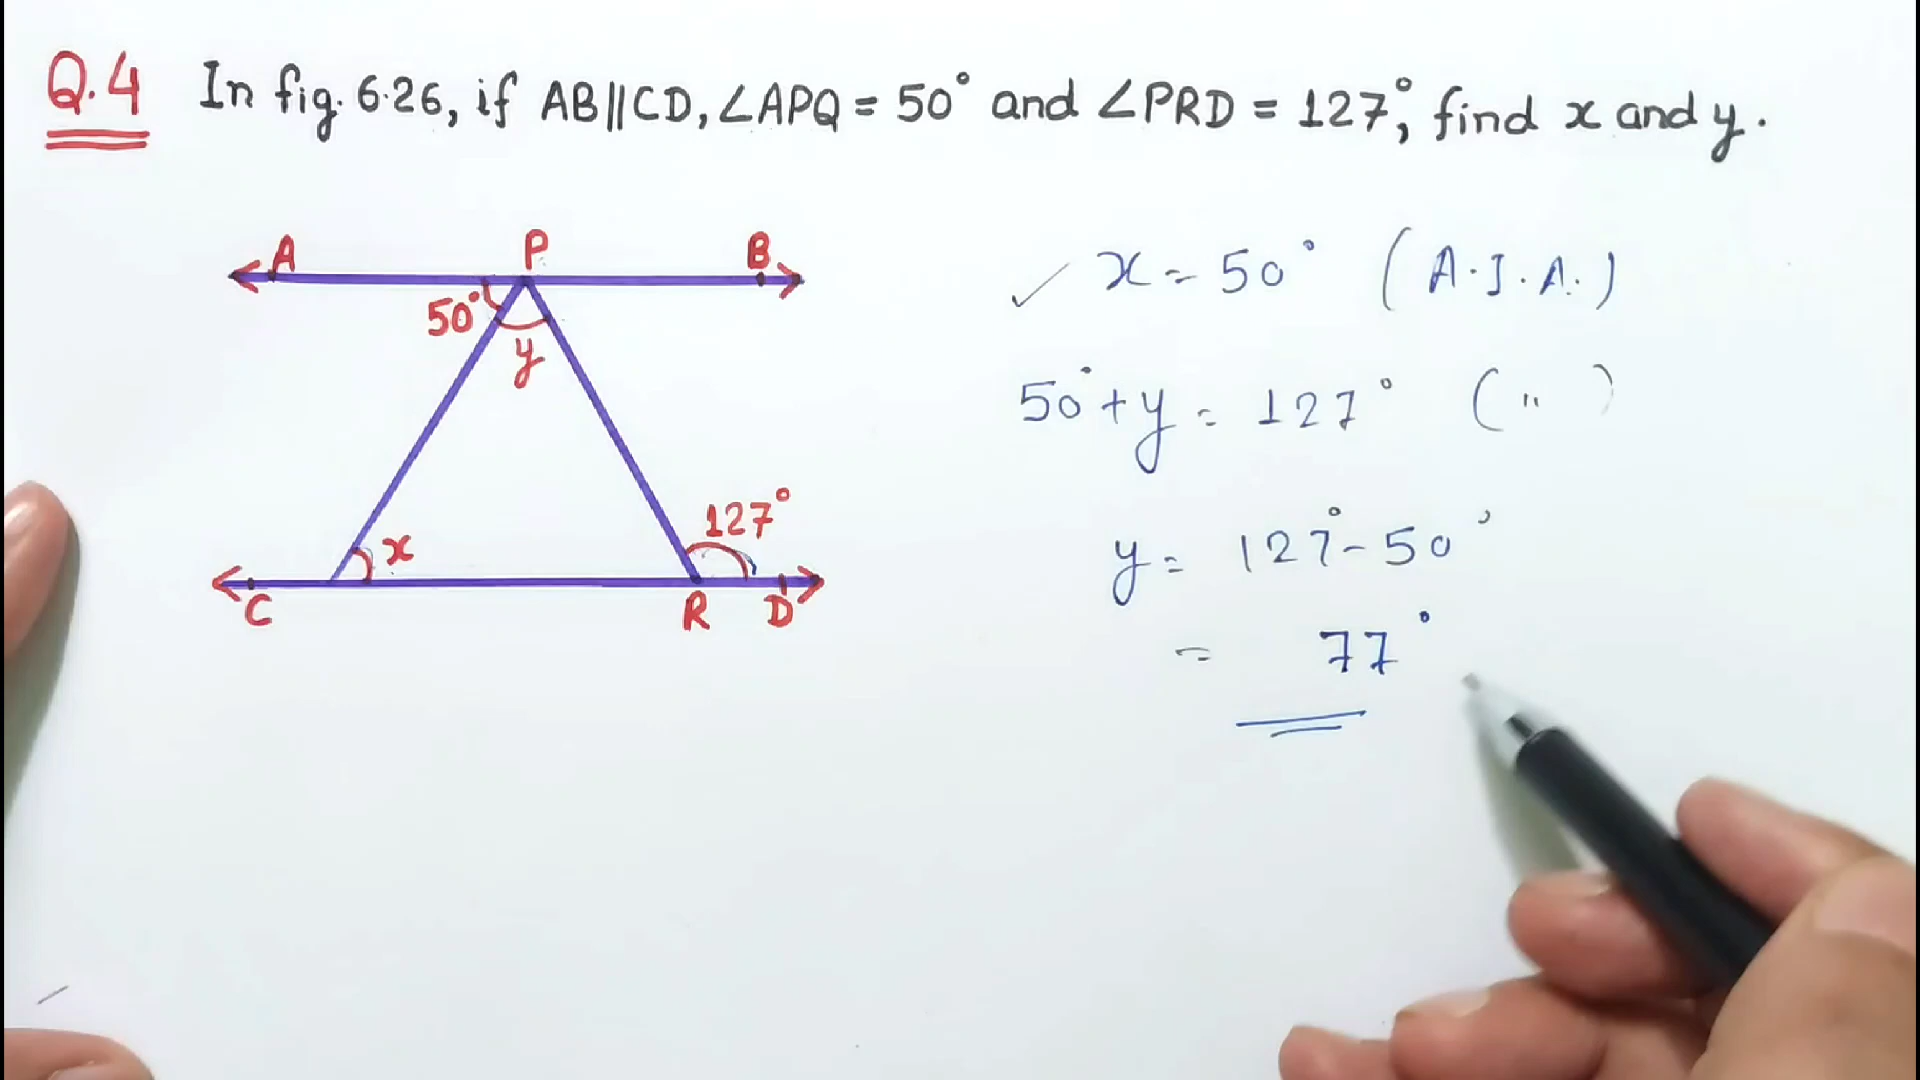 Q.4 In fig. 6.26, if AB||CD, ∠APQ = 50° and ∠PRD = 127°, find x and y.
A P B
50°
y
x
127°
C R D
x = 50° (A.I.A.)
50° + y = 127° ( " )
y = 127° - 50°
= 77°